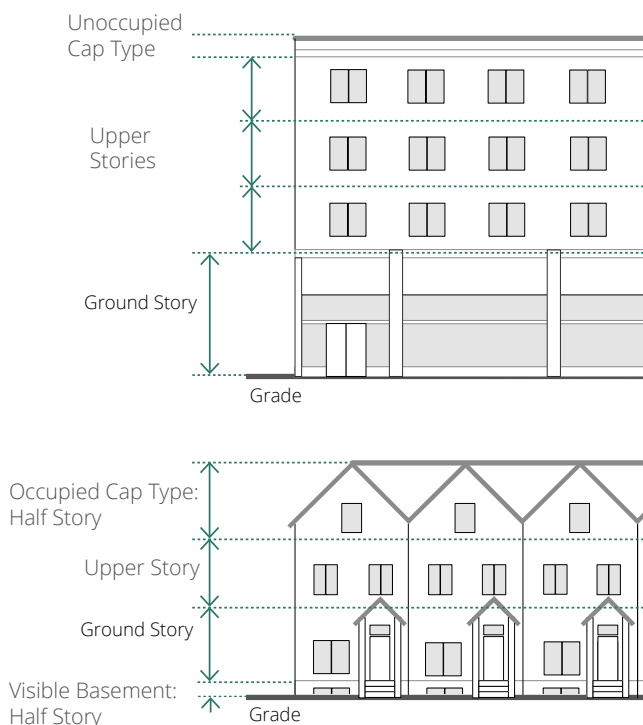 Unoccupied
Cap Type
Upper
Stories
Ground Story
Grade
Occupied Cap Type:
Half Story
Upper Story
Ground Story
Visible Basement:
Half Story
Grade